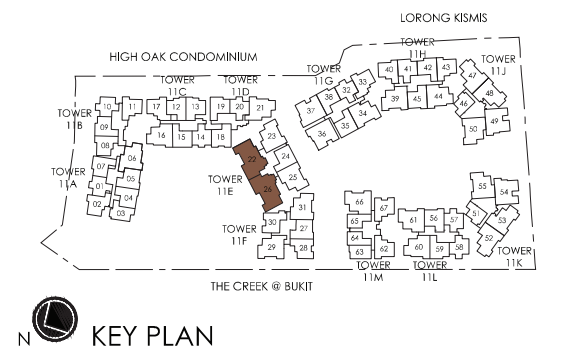 LORONG KISMIS
HIGH OAK CONDOMINIUM
TOWER
11H
TOWER
11J
TOWER
11G
TOWER
11C
TOWER
11D
TOWER
11B
40 41 42 43
47
48
39 45 44
46
50 49
37 38 32 33
36 35 34
10 11 17 12 13 19 20 21
09
08
16 15 14 18
23
24
25
22
26
TOWER
11A
07 06
01 05
02 04
03
TOWER
11E
TOWER
11F
31
30 27
29 28
66 67
65
64
63 62
61 56 57
60 59 58
55 54
51 53
52
TOWER
11M
TOWER
11L
TOWER
11K
THE CREEK @ BUKIT
N
KEY PLAN